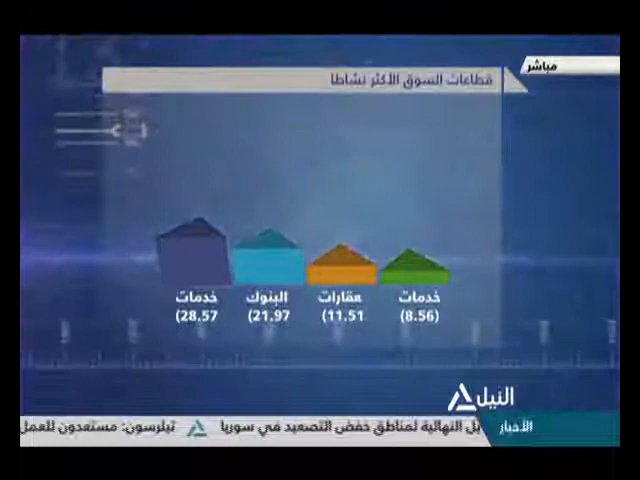 مباشر
قطاعات السوق الأكثر نشاطا
خدمات البنوك عقارات خدمات
(28.57 (21.97 (11.51 (8.56)
النيل
الأخبار بل النهائية لمناطق خفض التصعيد في سوريا تيلرسون: مستعدون للعمل